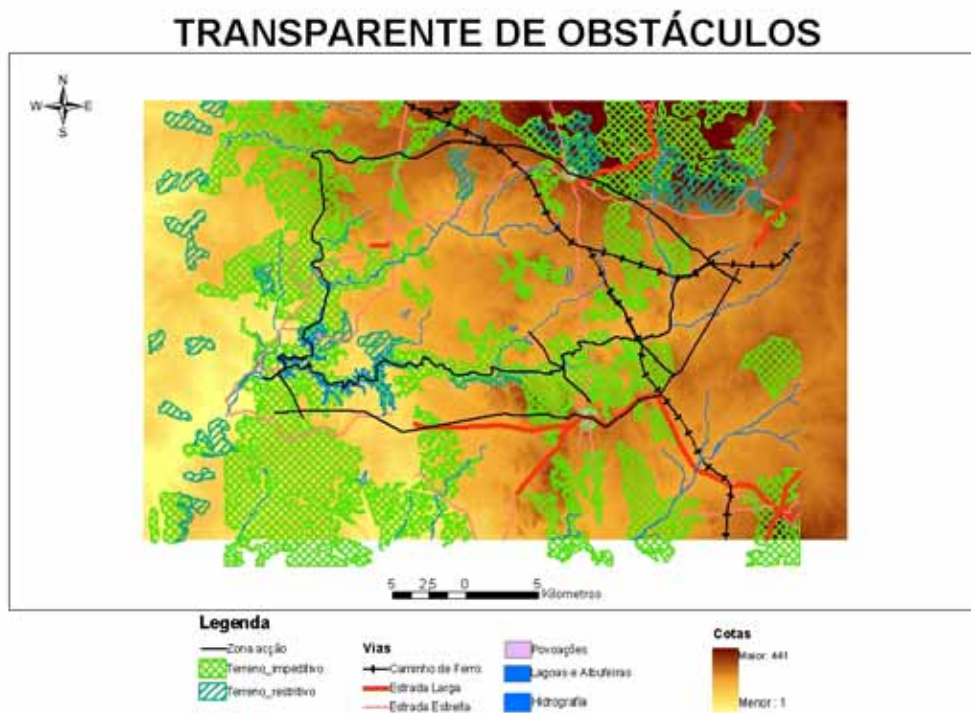 TRANSPARENTE DE OBSTÁCULOS
N
W E
S
5 2,5 0 5
Kilometros
Legenda
Zona acção
Terreno_impeditivo
Terreno_restritivo
Vias
Caminho de Ferro
Estrada Larga
Estrada Estreita
Povoações
Lagoas e Albufeiras
Hidrografia
Cotas
Maior: 441
Menor : 1